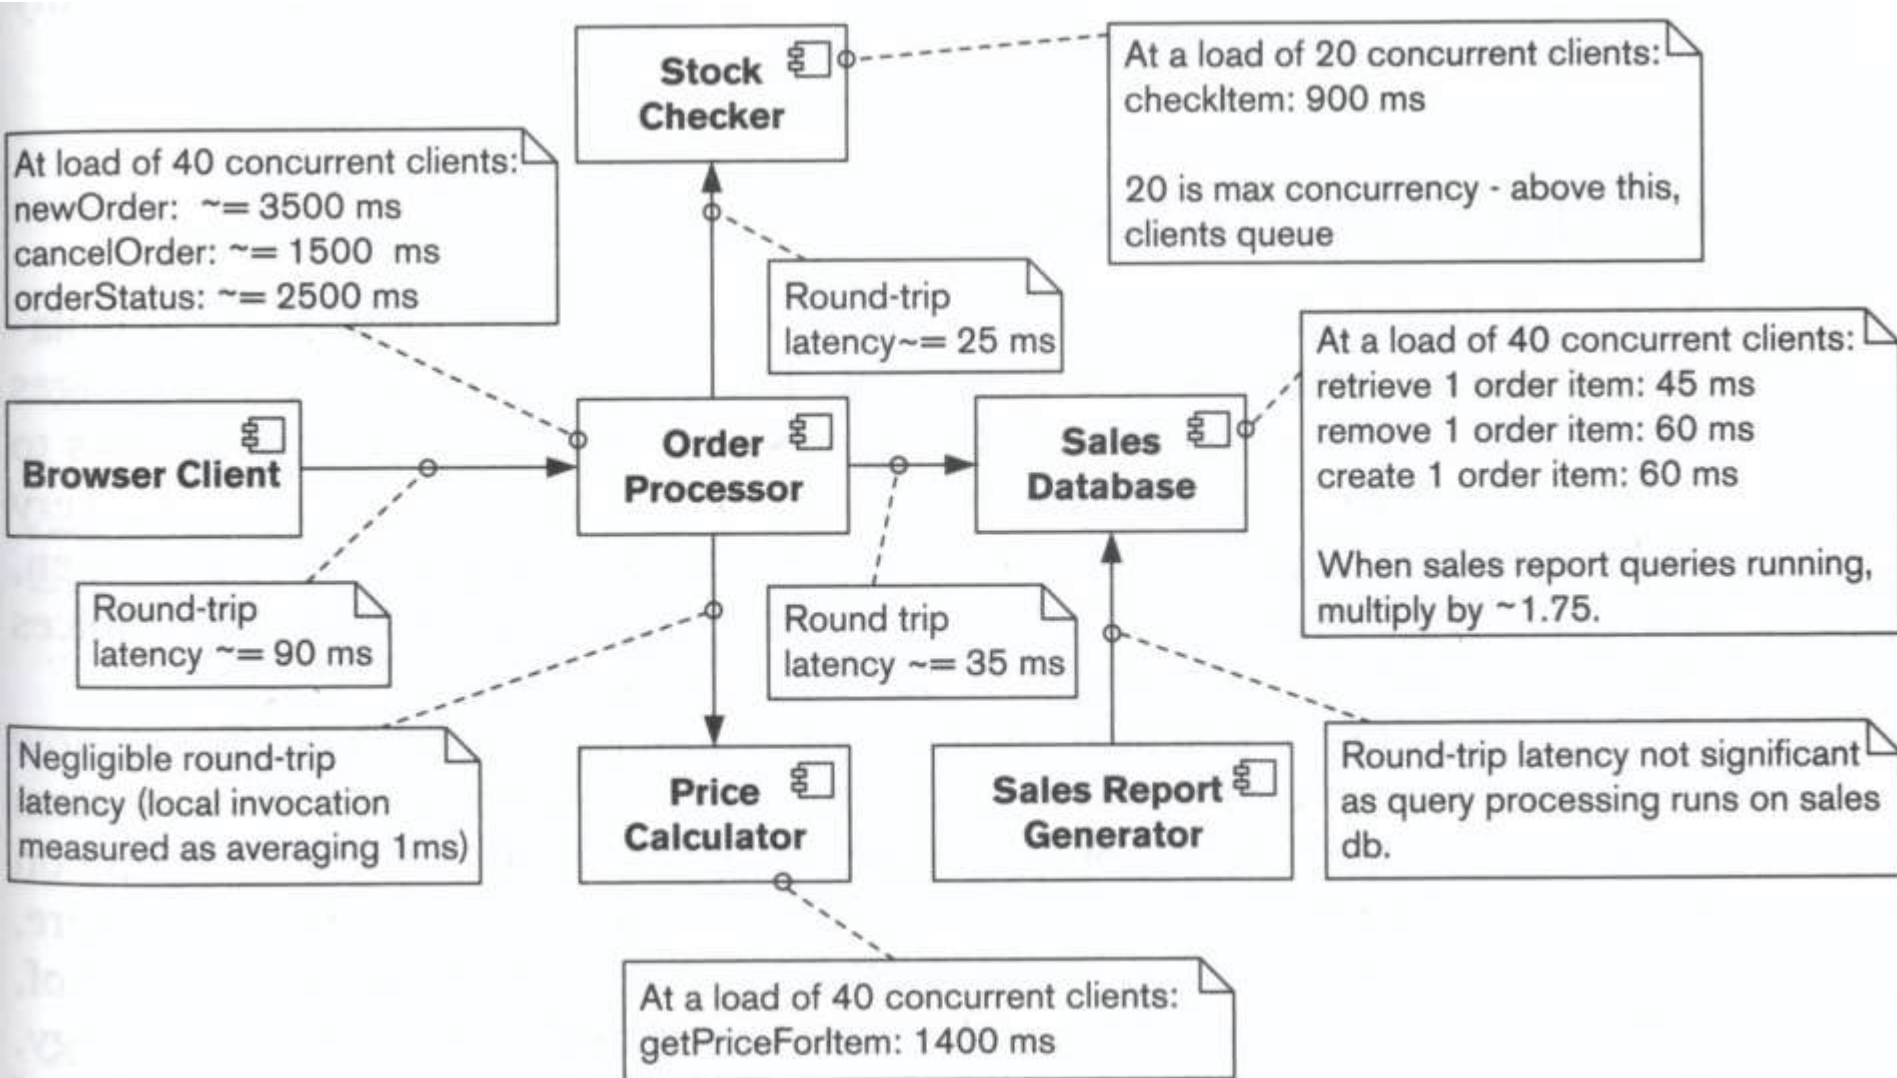 Stock
Checker
At a load of 20 concurrent clients:
checkItem: 900 ms
20 is max concurrency - above this,
clients queue
At load of 40 concurrent clients:
newOrder: ~= 3500 ms
cancelOrder: ~= 1500 ms
orderStatus: ~= 2500 ms
Round-trip
latency~= 25 ms
At a load of 40 concurrent clients:
retrieve 1 order item: 45 ms
remove 1 order item: 60 ms
create 1 order item: 60 ms
When sales report queries running,
multiply by ~1.75.
Browser Client
Order
Processor
Sales
Database
Round-trip
latency ~= 90 ms
Round trip
latency ~= 35 ms
Negligible round-trip
latency (local invocation
measured as averaging 1ms)
Price
Calculator
Sales Report
Generator
Round-trip latency not significant
as query processing runs on sales
db.
At a load of 40 concurrent clients:
getPriceForItem: 1400 ms